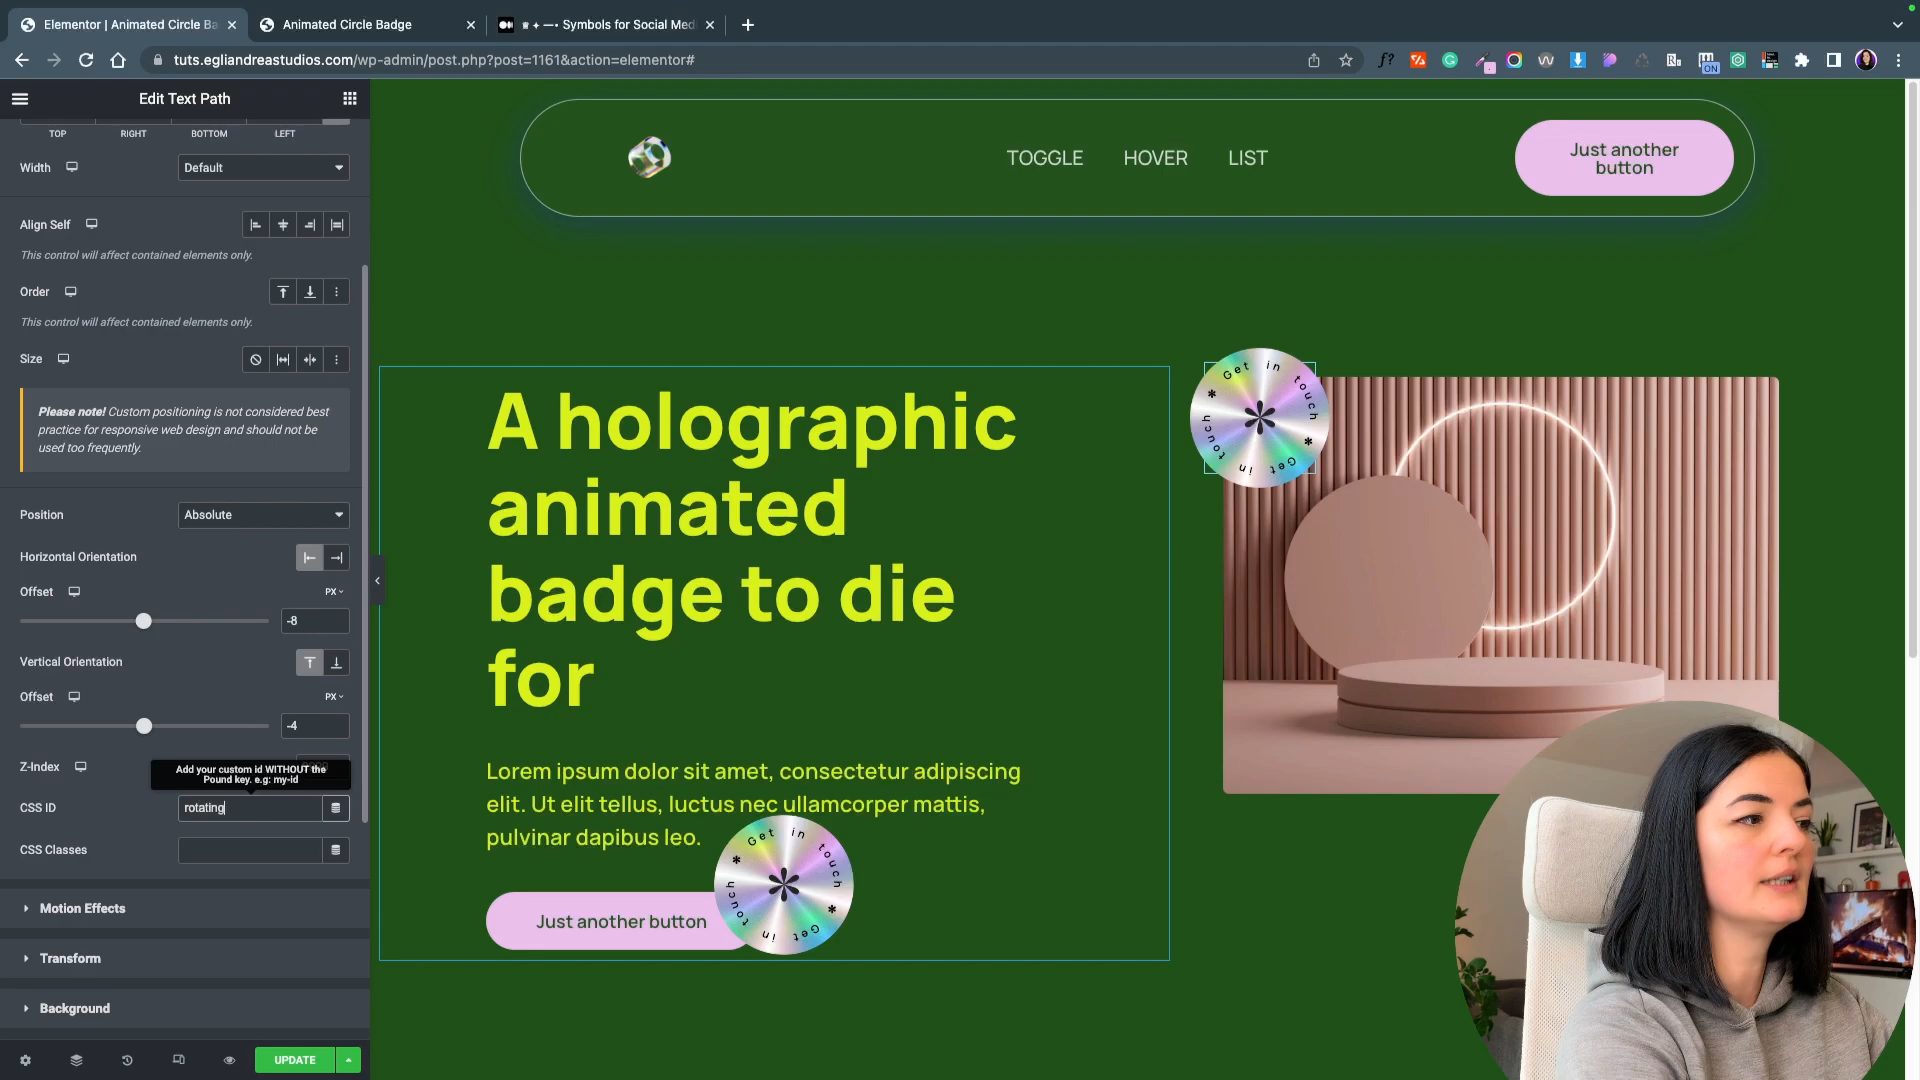 Elementor | Animated Circle Ba
Animated Circle Badge
Symbols for Social Med
tuts.egliandreastudios.com/wp-admin/post.php?post=1161&action=elementor#
ON
Edit Text Path
TOP RIGHT BOTTOM LEFT
Width
Default
Align Self
This control will affect contained elements only.
Order
This control will affect contained elements only.
Size
Please note! Custom positioning is not considered best
practice for responsive web design and should not be
used too frequently.
Position
Absolute
Horizontal Orientation
Offset
PX
-8
Vertical Orientation
Offset
PX
-4
Z-Index
Add your custom id WITHOUT the
Pound key. e.g: my-id
CSS ID
rotating
CSS Classes
Motion Effects
Transform
Background
UPDATE
TOGGLE HOVER LIST
Just another
button
A holographic
animated
badge to die
for
Get in touch * Get in touch *
Lorem ipsum dolor sit amet, consectetur adipiscing
elit. Ut elit tellus, luctus nec ullamcorper mattis,
pulvinar dapibus leo.
Just another button
Get in touch * Get in touch *